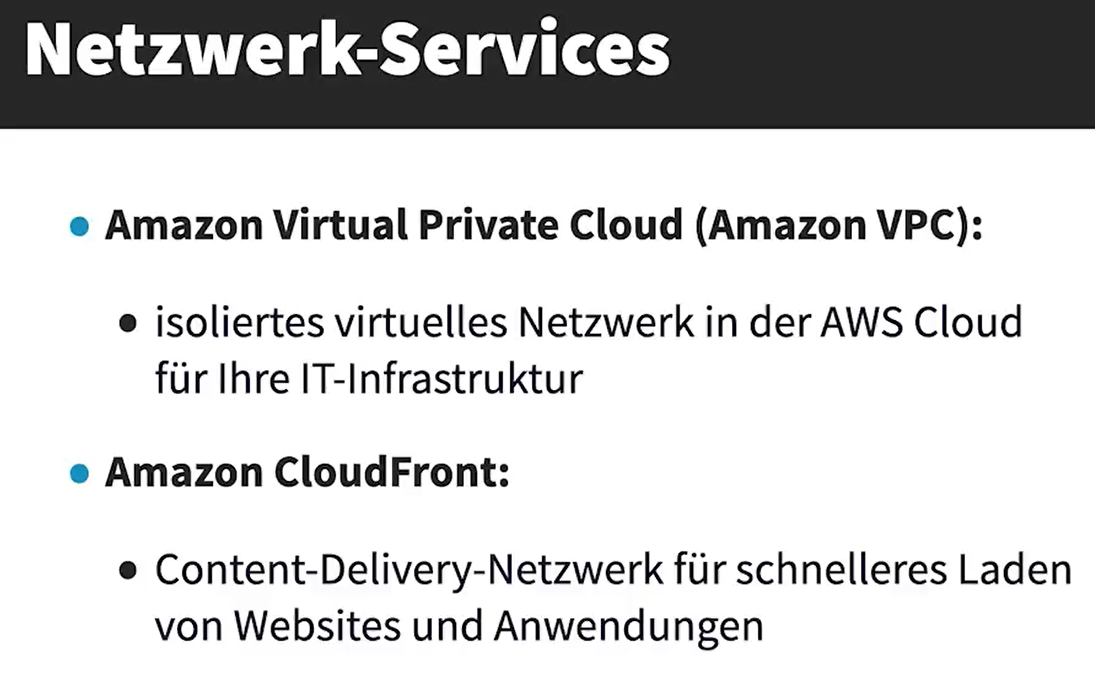 Netzwerk-Services
• Amazon Virtual Private Cloud (Amazon VPC):
• isoliertes virtuelles Netzwerk in der AWS Cloud
für Ihre IT-Infrastruktur
• Amazon CloudFront:
• Content-Delivery-Netzwerk für schnelleres Laden
von Websites und Anwendungen